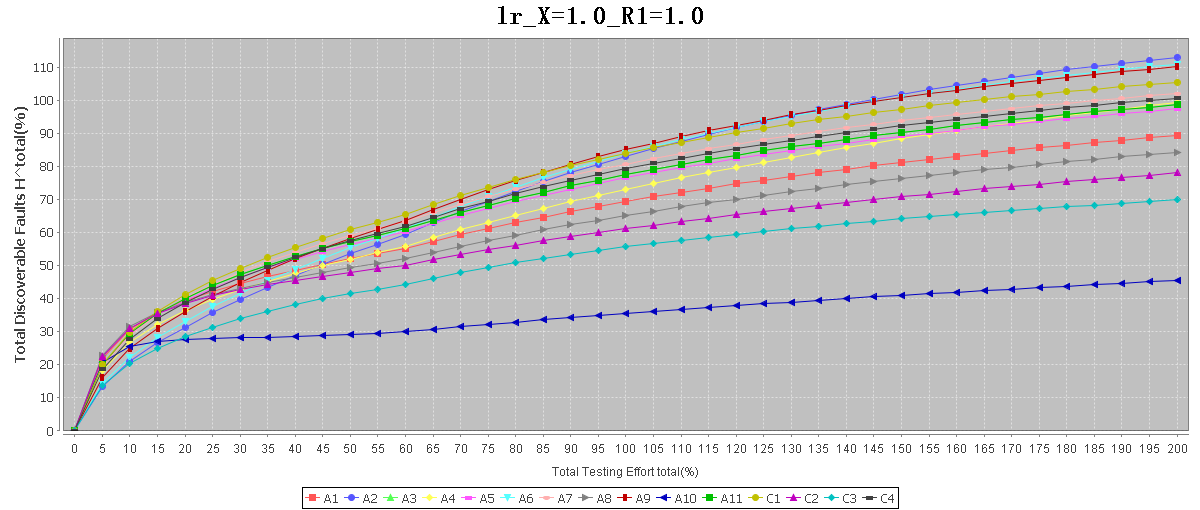 lr_X=1.0_R1=1.0
Total Discoverable Faults H^total(%)
110
100
90
80
70
60
50
40
30
20
10
0
0 5 10 15 20 25 30 35 40 45 50 55 60 65 70 75 80 85 90 95 100 105 110 115 120 125 130 135 140 145 150 155 160 165 170 175 180 185 190 195 200
Total Testing Effort total(%)
A1 A2 A3 A4 A5 A6 A7 A8 A9 A10 A11 C1 C2 C3 C4